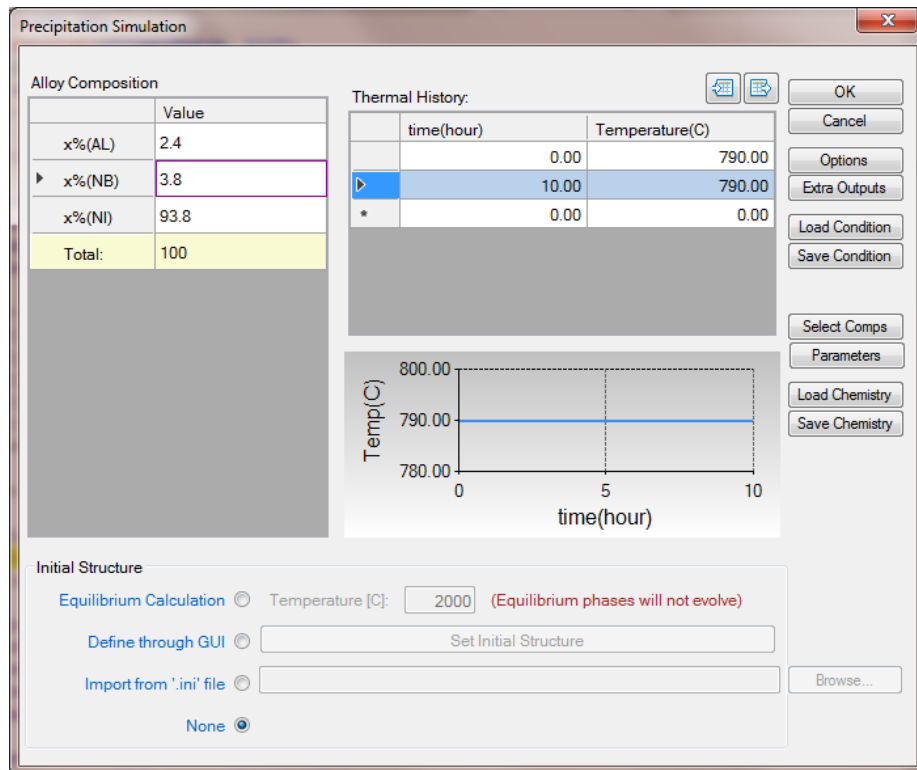 Precipitation Simulation
x
Alloy Composition
Value
x%(AL) 2.4
x%(NB) 3.8
x%(NI) 93.8
Total: 100
Thermal History:
time(hour) Temperature(C)
0.00 790.00
10.00 790.00
* 0.00 0.00
800.00
790.00
780.00
Temp(C)
0 5 10
time(hour)
OK
Cancel
Options
Extra Outputs
Load Condition
Save Condition
Select Comps
Parameters
Load Chemistry
Save Chemistry
Initial Structure
Equilibrium Calculation Temperature [C]: 2000 (Equilibrium phases will not evolve)
Define through GUI Set Initial Structure
Import from '.ini' file Browse...
None